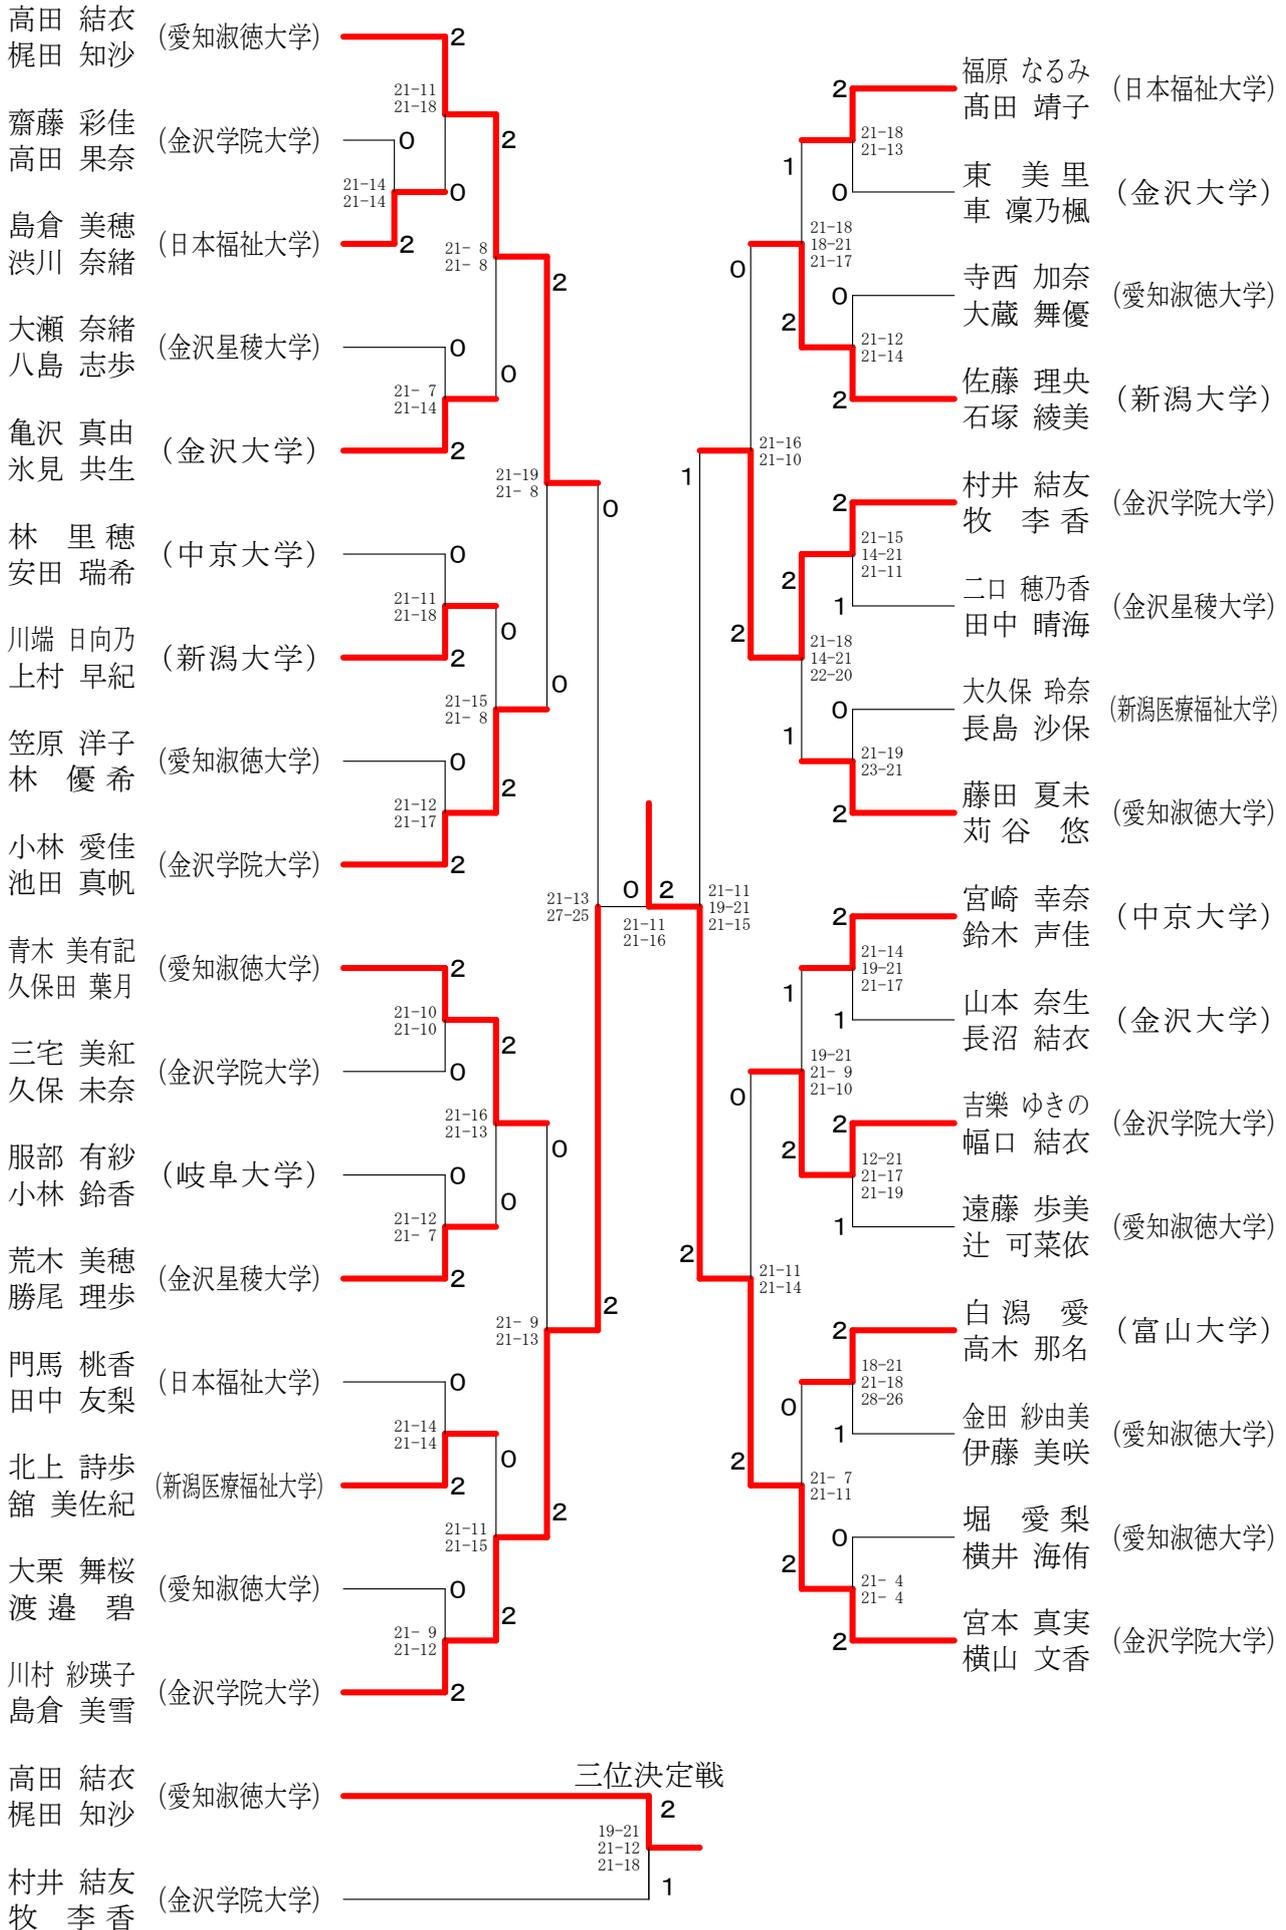 高田 結衣
梶田 知沙
(愛知淑徳大学)
2
21-11
21-18
齋藤 彩佳
高田 果奈
(金沢学院大学)
0
2
21-14
21-14
0
島倉 美穂
渋川 奈緒
(日本福祉大学)
2
21- 8
21- 8
2
大瀬 奈緒
八島 志歩
(金沢星稜大学)
0
0
21- 7
21-14
亀沢 真由
氷見 共生
(金沢大学)
2
21-19
21- 8
0
林 里穂
安田 瑞希
(中京大学)
0
21-11
21-18
0
川端 日向乃
上村 早紀
(新潟大学)
2
0
21-15
21- 8
笠原 洋子
林 優希
(愛知淑徳大学)
0
2
21-12
21-17
小林 愛佳
池田 真帆
(金沢学院大学)
2
21-13
27-25
0 2
21-11
21-16
青木 美有記
久保田 葉月
(愛知淑徳大学)
2
21-10
21-10
2
三宅 美紅
久保 未奈
(金沢学院大学)
0
21-16
21-13
0
服部 有紗
小林 鈴香
(岐阜大学)
0
0
21-12
21- 7
荒木 美穂
勝尾 理歩
(金沢星稜大学)
2
2
21- 9
21-13
門馬 桃香
田中 友梨
(日本福祉大学)
0
21-14
21-14
0
北上 詩歩
舘 美佐紀
(新潟医療福祉大学)
2
2
21-11
21-15
大栗 舞桜
渡邉 碧
(愛知淑徳大学)
0
2
21- 9
21-12
川村 紗瑛子
島倉 美雪
(金沢学院大学)
2
2
福原 なるみ
髙田 靖子
(日本福祉大学)
21-18
21-13
1
0
東 美里
車 凜乃楓
(金沢大学)
21-18
18-21
21-17
0
0
寺西 加奈
大蔵 舞優
(愛知淑徳大学)
2
21-12
21-14
2
佐藤 理央
石塚 綾美
(新潟大学)
21-16
21-10
1
2
村井 結友
牧 李香
(金沢学院大学)
21-15
14-21
21-11
2
1
二口 穂乃香
田中 晴海
(金沢星稜大学)
2
21-18
14-21
22-20
0
大久保 玲奈
長島 沙保
(新潟医療福祉大学)
1
21-19
23-21
2
藤田 夏未
苅谷 悠
(愛知淑徳大学)
21-11
19-21
21-15
2
宮崎 幸奈
鈴木 声佳
(中京大学)
21-14
19-21
21-17
1
1
山本 奈生
長沼 結衣
(金沢大学)
19-21
21- 9
21-10
0
2
吉樂 ゆきの
幅口 結衣
(金沢学院大学)
2
12-21
21-17
21-19
1
遠藤 歩美
辻 可菜依
(愛知淑徳大学)
2
21-11
21-14
2
白潟 愛
高木 那名
(富山大学)
18-21
21-18
28-26
0
1
金田 紗由美
伊藤 美咲
(愛知淑徳大学)
2
21- 7
21-11
0
堀 愛梨
横井 海侑
(愛知淑徳大学)
2
21- 4
21- 4
2
宮本 真実
横山 文香
(金沢学院大学)
三位決定戦
高田 結衣
梶田 知沙
(愛知淑徳大学)
2
19-21
21-12
21-18
1
村井 結友
牧 李香
(金沢学院大学)